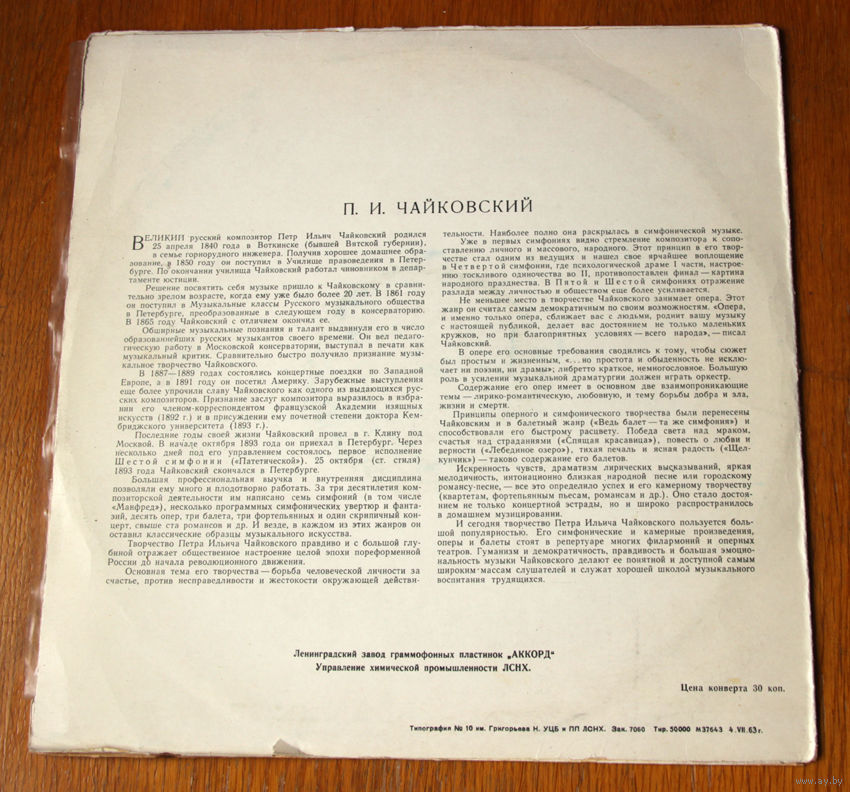 П. И. ЧАЙКОВСКИЙ
ВЕЛИКИЙ русский композитор Петр Ильич Чайковский родился
25 апреля 1840 года в Воткинске (бывшей Вятской губернии),
в семье горнорудного инженера. Получив хорошее домашнее обра-
зование, в 1850 году он поступил в Училище правоведения в Петер-
бурге. По окончании училища Чайковский работал чиновником в депар-
таменте юстиции.
Решение посвятить себя музыке пришло к Чайковскому в сравни-
тельно зрелом возрасте, когда ему уже было более 20 лет. В 1861 году
он поступил в Музыкальные классы Русского музыкального общества
в Петербурге, преобразованные в следующем году в консерваторию.
В 1865 году Чайковский с отличием окончил ее.
Обширные музыкальные познания и талант выдвинули его в число
образованнейших русских музыкантов своего времени. Он вел педаго-
гическую работу в Московской консерватории, выступал в печати как
музыкальный критик. Сравнительно быстро получило признание музы-
кальное творчество Чайковского.
В 1887—1889 годах состоялись концертные поездки по Западной
Европе, а в 1891 году он посетил Америку. Зарубежные выступления
еще более упрочили славу Чайковского как одного из выдающихся рус-
ских композиторов. Признание заслуг композитора выразилось в избра-
нии его членом-корреспондентом французской Академии изящных
искусств (1892 г.) и в присуждении ему почетной степени доктора Кем-
бриджского университета (1893 г.).
Последние годы своей жизни Чайковский провел в г. Клину под
Москвой. В начале октября 1893 года он приехал в Петербург. Через
несколько дней под его управлением состоялось первое исполнение
Шестой симфонии («Патетической»). 25 октября (ст. стиля)
1893 года Чайковский скончался в Петербурге.
Большая профессиональная выучка и внутренняя дисциплина
позволяли ему много и плодотворно работать. За три десятилетия ком-
позиторской деятельности им написано семь симфоний (в том числе
«Манфред»), несколько программных симфонических увертюр и фанта-
зий, десять опер, три балета, три фортепьянных и один скрипичный кон-
церт, свыше ста романсов и др. И везде, в каждом из этих жанров он
оставил классические образцы музыкального искусства.
Творчество Петра Ильича Чайковского правдиво и с большой глу-
биной отражает общественное настроение целой эпохи пореформенной
России до начала революционного движения.
Основная тема его творчества — борьба человеческой личности за
счастье, против несправедливости и жестокости окружающей действи-
тельности. Наиболее полно она раскрылась в симфонической музыке.
Уже в первых симфониях видно стремление композитора к сопо-
ставлению личного и массового, народного. Этот принцип в его твор-
честве стал одним из ведущих и нашел свое ярчайшее воплощение
в Четвертой симфонии, где психологической драме I части, настрое-
нию тоскливого одиночества во II, противопоставлен финал — картина
народного празднества. В Пятой и Шестой симфониях отражение
разлада между личностью и обществом еще более усиливается.
Не меньшее место в творчестве Чайковского занимает опера. Этот
жанр он считал самым демократичным по своим возможностям. «Опера,
и именно только опера, сближает вас с людьми, роднит вашу музыку
с настоящей публикой, делает вас достоянием не только маленьких
кружков, но при благоприятных условиях — всего народа», — писал
Чайковский.
В опере его основные требования сводились к тому, чтобы сюжет
был простым и жизненным, «...но простота и обыденность не исклю-
чает ни поэзии, ни драмы»; либретто краткое, немногословное. Большую
роль в усилении музыкальной драматургии должен играть оркестр.
Содержание его опер имеет в основном две взаимопроникающие
темы — лирико-романтическую, любовную, и тему борьбы добра и зла,
жизни и смерти.
Принципы оперного и симфонического творчества были перенесены
Чайковским и в балетный жанр («Ведь балет — та же симфония») и
способствовали его быстрому расцвету. Победа света над мраком,
счастья над страданиями («Спящая красавица»), повесть о любви и
верности («Лебединое озеро»), тихая печаль и ясная радость («Щел-
кунчик») — таково содержание его балетов.
Искренность чувств, драматизм лирических высказываний, яркая
мелодичность, интонационно близкая народной песне или городскому
романсу-песне, — все это определило успех и его камерному творчеству
(квартетам, фортепьянным пьесам, романсам и др.). Оно стало достоя-
нием не только концертной эстрады, но и широко распространилось
в домашнем музицировании.
И сегодня творчество Петра Ильича Чайковского пользуется боль-
шой популярностью. Его симфонические и камерные произведения,
оперы и балеты стоят в репертуаре многих филармоний и оперных
театров. Гуманизм и демократичность, правдивость и большая эмоцио-
нальность музыки Чайковского делают ее понятной и доступной самым
широким массам слушателей и служат хорошей школой музыкального
воспитания трудящихся.
Ленинградский завод граммофонных пластинок „АККОРД“
Управление химической промышленности ЛСНХ.
Цена конверта 30 коп.
Типография № 10 им. Григорьева Н. УЦБ и ПП ЛСНХ. Зак. 7060 Тир. 50000 М37643 4.VII.63 г.
www.ay.by